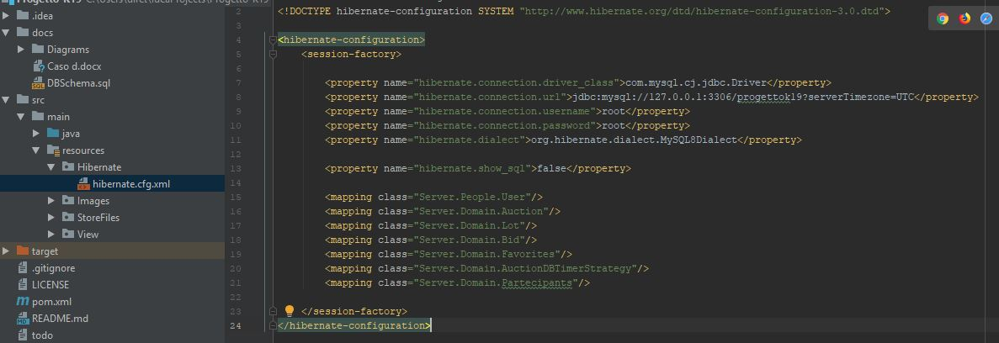 .idea
docs
Diagrams
Caso d.docx
DBSchema.sql
src
main
java
resources
Hibernate
hibernate.cfg.xml
Images
StoreFiles
View
target
.gitignore
LICENSE
pom.xml
README.md
todo
2 <!DOCTYPE hibernate-configuration SYSTEM "http://www.hibernate.org/dtd/hibernate-configuration-3.0.dtd">
3
4 <hibernate-configuration>
5 <session-factory>
6
7 <property name="hibernate.connection.driver_class">com.mysql.cj.jdbc.Driver</property>
8 <property name="hibernate.connection.url">jdbc:mysql://127.0.0.1:3306/progettok19?serverTimezone=UTC</property>
9 <property name="hibernate.connection.username">root</property>
10 <property name="hibernate.connection.password">root</property>
11 <property name="hibernate.dialect">org.hibernate.dialect.MySQL8Dialect</property>
12
13 <property name="hibernate.show_sql">false</property>
14
15 <mapping class="Server.People.User"/>
16 <mapping class="Server.Domain.Auction"/>
17 <mapping class="Server.Domain.Lot"/>
18 <mapping class="Server.Domain.Bid"/>
19 <mapping class="Server.Domain.Favorites"/>
20 <mapping class="Server.Domain.AuctionDBTimerStrategy"/>
21 <mapping class="Server.Domain.Partecipants"/>
22
23 </session-factory>
24 </hibernate-configuration>